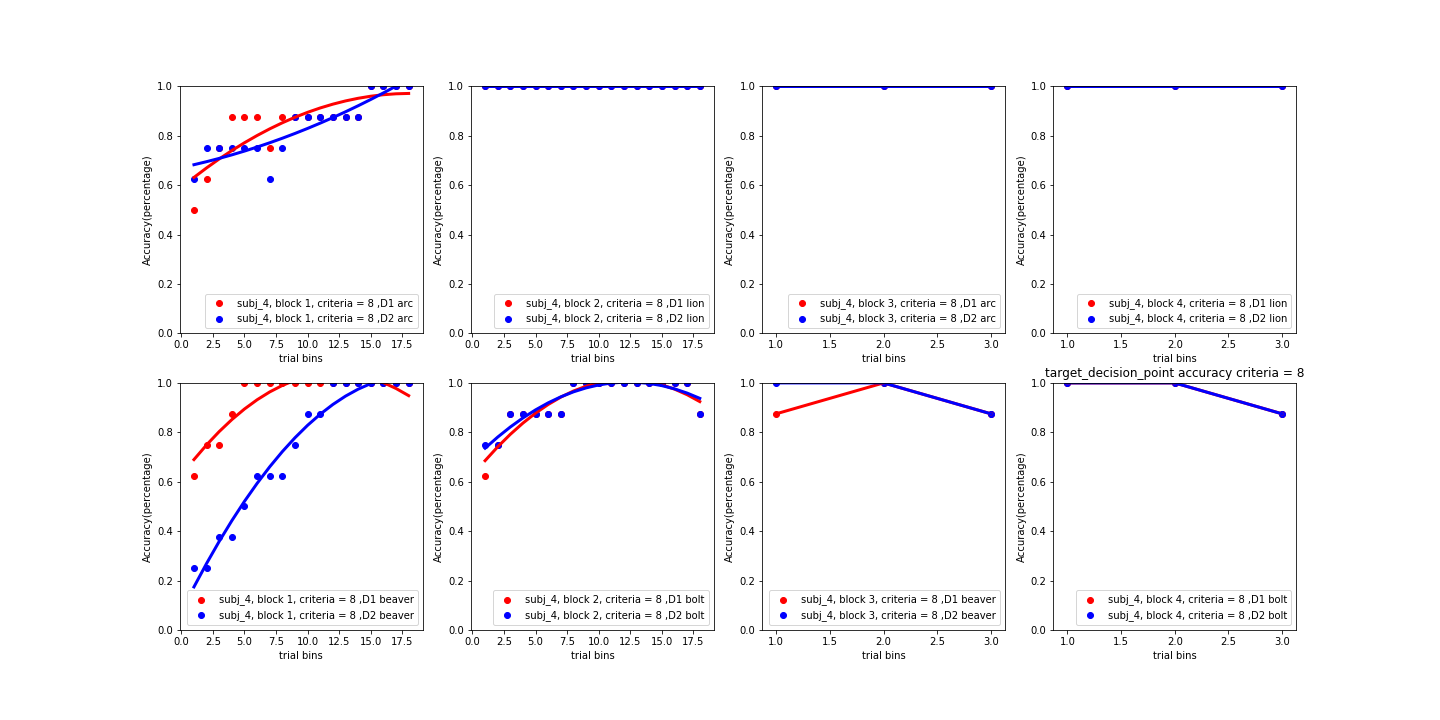 1.0
0.8
0.6
0.4
0.2
0.0
Accuracy(percentage)
subj_4, block 1, criteria = 8 ,D1 arc
subj_4, block 1, criteria = 8 ,D2 arc
0.0 2.5 5.0 7.5 10.0 12.5 15.0 17.5
trial bins
1.0
0.8
0.6
0.4
0.2
0.0
Accuracy(percentage)
subj_4, block 2, criteria = 8 ,D1 lion
subj_4, block 2, criteria = 8 ,D2 lion
0.0 2.5 5.0 7.5 10.0 12.5 15.0 17.5
trial bins
1.0
0.8
0.6
0.4
0.2
0.0
Accuracy(percentage)
subj_4, block 3, criteria = 8 ,D1 arc
subj_4, block 3, criteria = 8 ,D2 arc
1.0 1.5 2.0 2.5 3.0
trial bins
1.0
0.8
0.6
0.4
0.2
0.0
Accuracy(percentage)
subj_4, block 4, criteria = 8 ,D1 lion
subj_4, block 4, criteria = 8 ,D2 lion
1.0 1.5 2.0 2.5 3.0
trial bins
1.0
0.8
0.6
0.4
0.2
0.0
Accuracy(percentage)
subj_4, block 1, criteria = 8 ,D1 beaver
subj_4, block 1, criteria = 8 ,D2 beaver
0.0 2.5 5.0 7.5 10.0 12.5 15.0 17.5
trial bins
1.0
0.8
0.6
0.4
0.2
0.0
Accuracy(percentage)
subj_4, block 2, criteria = 8 ,D1 bolt
subj_4, block 2, criteria = 8 ,D2 bolt
0.0 2.5 5.0 7.5 10.0 12.5 15.0 17.5
trial bins
1.0
0.8
0.6
0.4
0.2
0.0
Accuracy(percentage)
subj_4, block 3, criteria = 8 ,D1 beaver
subj_4, block 3, criteria = 8 ,D2 beaver
1.0 1.5 2.0 2.5 3.0
trial bins
target_decision_point accuracy criteria = 8
1.0
0.8
0.6
0.4
0.2
0.0
Accuracy(percentage)
subj_4, block 4, criteria = 8 ,D1 bolt
subj_4, block 4, criteria = 8 ,D2 bolt
1.0 1.5 2.0 2.5 3.0
trial bins